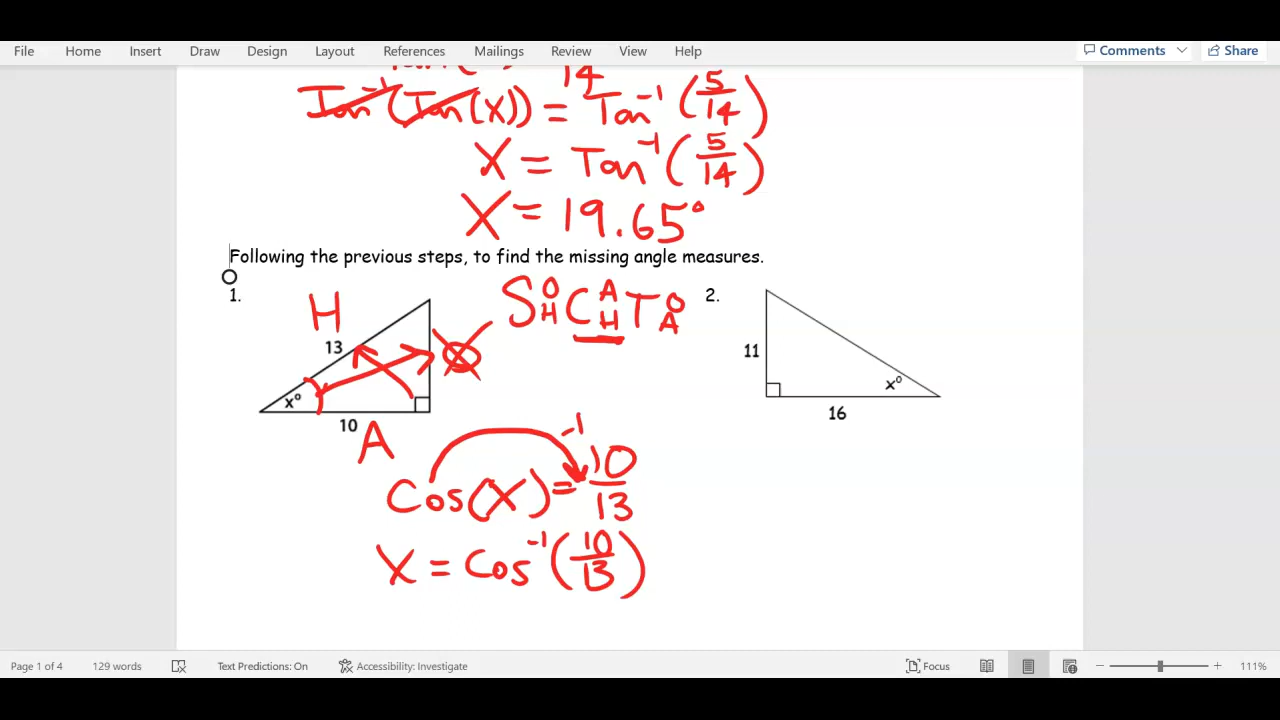 File Home Insert Draw Design Layout References Mailings Review View Help Comments Share
14
Tan⁻¹(Tan(x)) = Tan⁻¹(5/14)
X = Tan⁻¹(5/14)
X = 19.65°
Following the previous steps, to find the missing angle measures.
1.
H
13
x°
10
A
S O/H C A/H T O/A
O
Cos(X) = 10/13
-1
X = Cos⁻¹(10/13)
2.
11
x°
16
Page 1 of 4 129 words Text Predictions: On Accessibility: Investigate Focus 111%